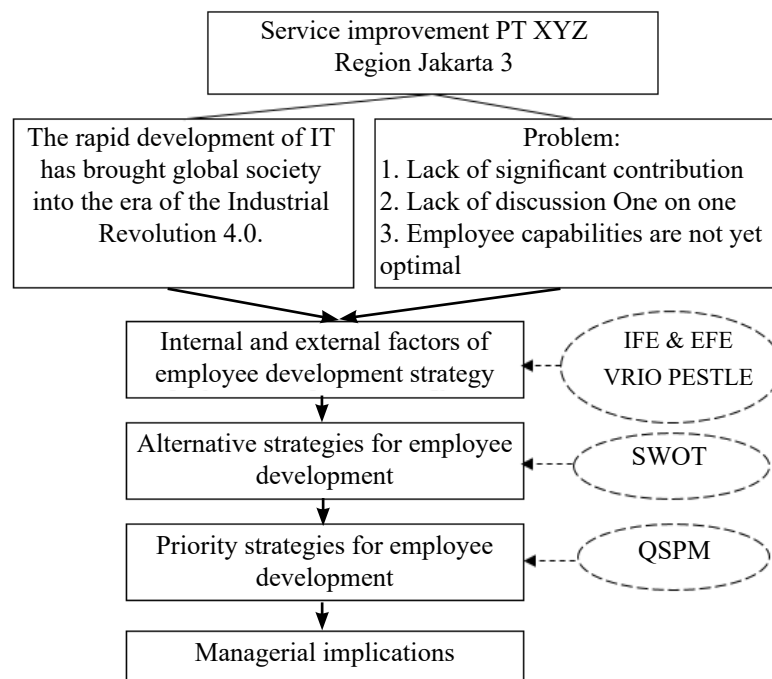 Service improvement PT XYZ
Region Jakarta 3
The rapid development of IT
has brought global society
into the era of the Industrial
Revolution 4.0.
Problem:
1. Lack of significant contribution
2. Lack of discussion One on one
3. Employee capabilities are not yet
optimal
Internal and external factors of
employee development strategy
IFE & EFE
VRIO PESTLE
Alternative strategies for employee
development
SWOT
Priority strategies for employee
development
QSPM
Managerial implications